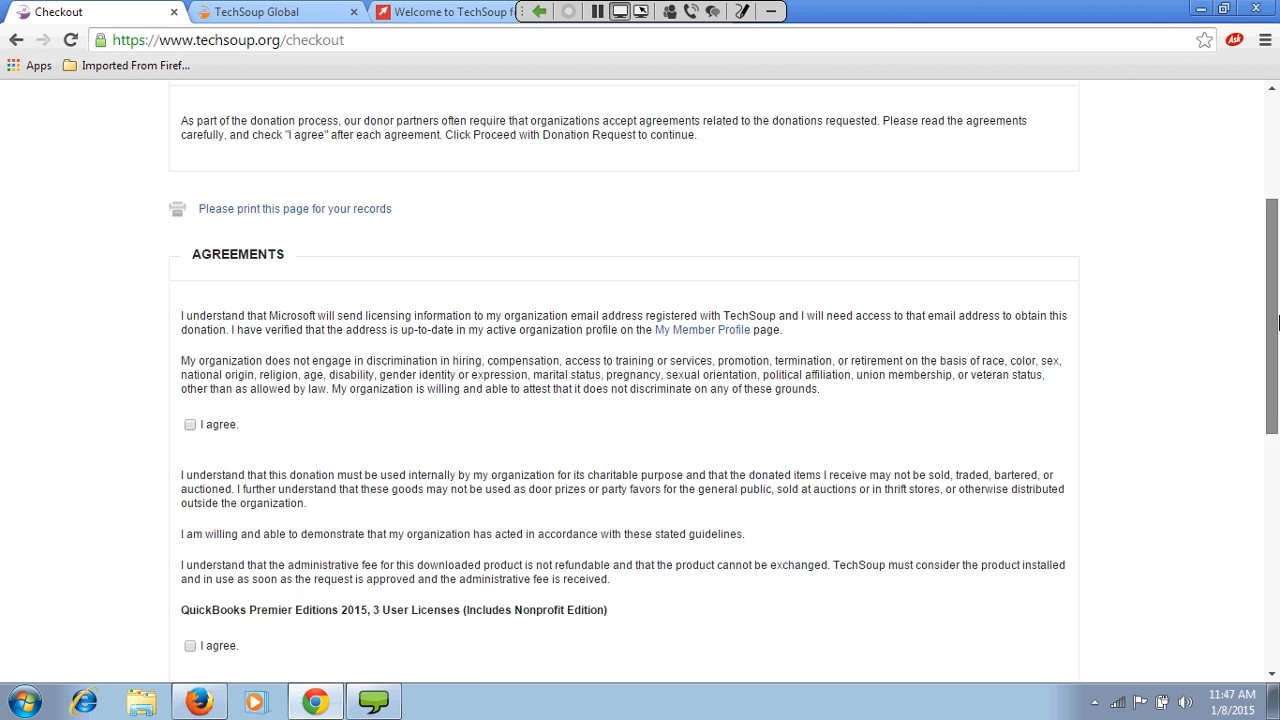 Checkout
TechSoup Global
Welcome to TechSoup f
https://www.techsoup.org/checkout
Ask
Apps
Imported From Firef...
As part of the donation process, our donor partners often require that organizations accept agreements related to the donations requested. Please read the agreements
carefully, and check "I agree" after each agreement. Click Proceed with Donation Request to continue.
Please print this page for your records
AGREEMENTS
I understand that Microsoft will send licensing information to my organization email address registered with TechSoup and I will need access to that email address to obtain this
donation. I have verified that the address is up-to-date in my active organization profile on the My Member Profile page.
My organization does not engage in discrimination in hiring, compensation, access to training or services, promotion, termination, or retirement on the basis of race, color, sex,
national origin, religion, age, disability, gender identity or expression, marital status, pregnancy, sexual orientation, political affiliation, union membership, or veteran status,
other than as allowed by law. My organization is willing and able to attest that it does not discriminate on any of these grounds.
I agree.
I understand that this donation must be used internally by my organization for its charitable purpose and that the donated items I receive may not be sold, traded, bartered, or
auctioned. I further understand that these goods may not be used as door prizes or party favors for the general public, sold at auctions or in thrift stores, or otherwise distributed
outside the organization.
I am willing and able to demonstrate that my organization has acted in accordance with these stated guidelines.
I understand that the administrative fee for this downloaded product is not refundable and that the product cannot be exchanged. TechSoup must consider the product installed
and in use as soon as the request is approved and the administrative fee is received.
QuickBooks Premier Editions 2015, 3 User Licenses (Includes Nonprofit Edition)
I agree.
11:47 AM
1/8/2015